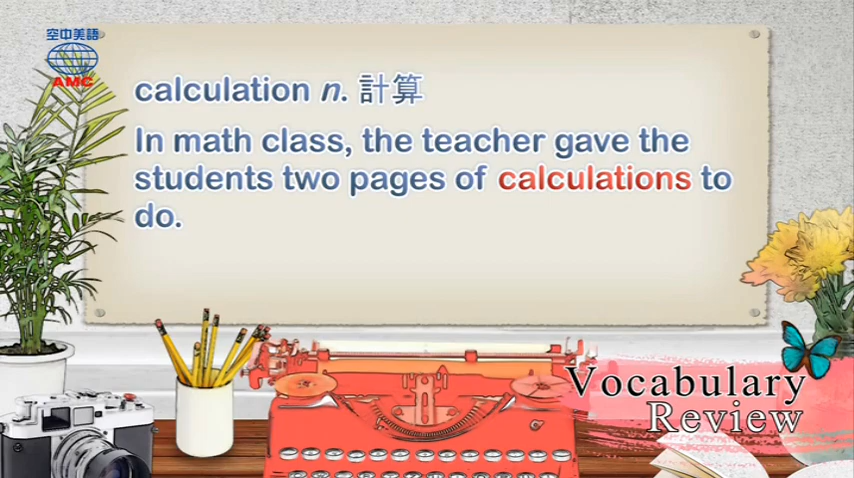 空中美語
AMC
calculation n. 計算
In math class, the teacher gave the
students two pages of calculations to
do.
Vocabulary
Review